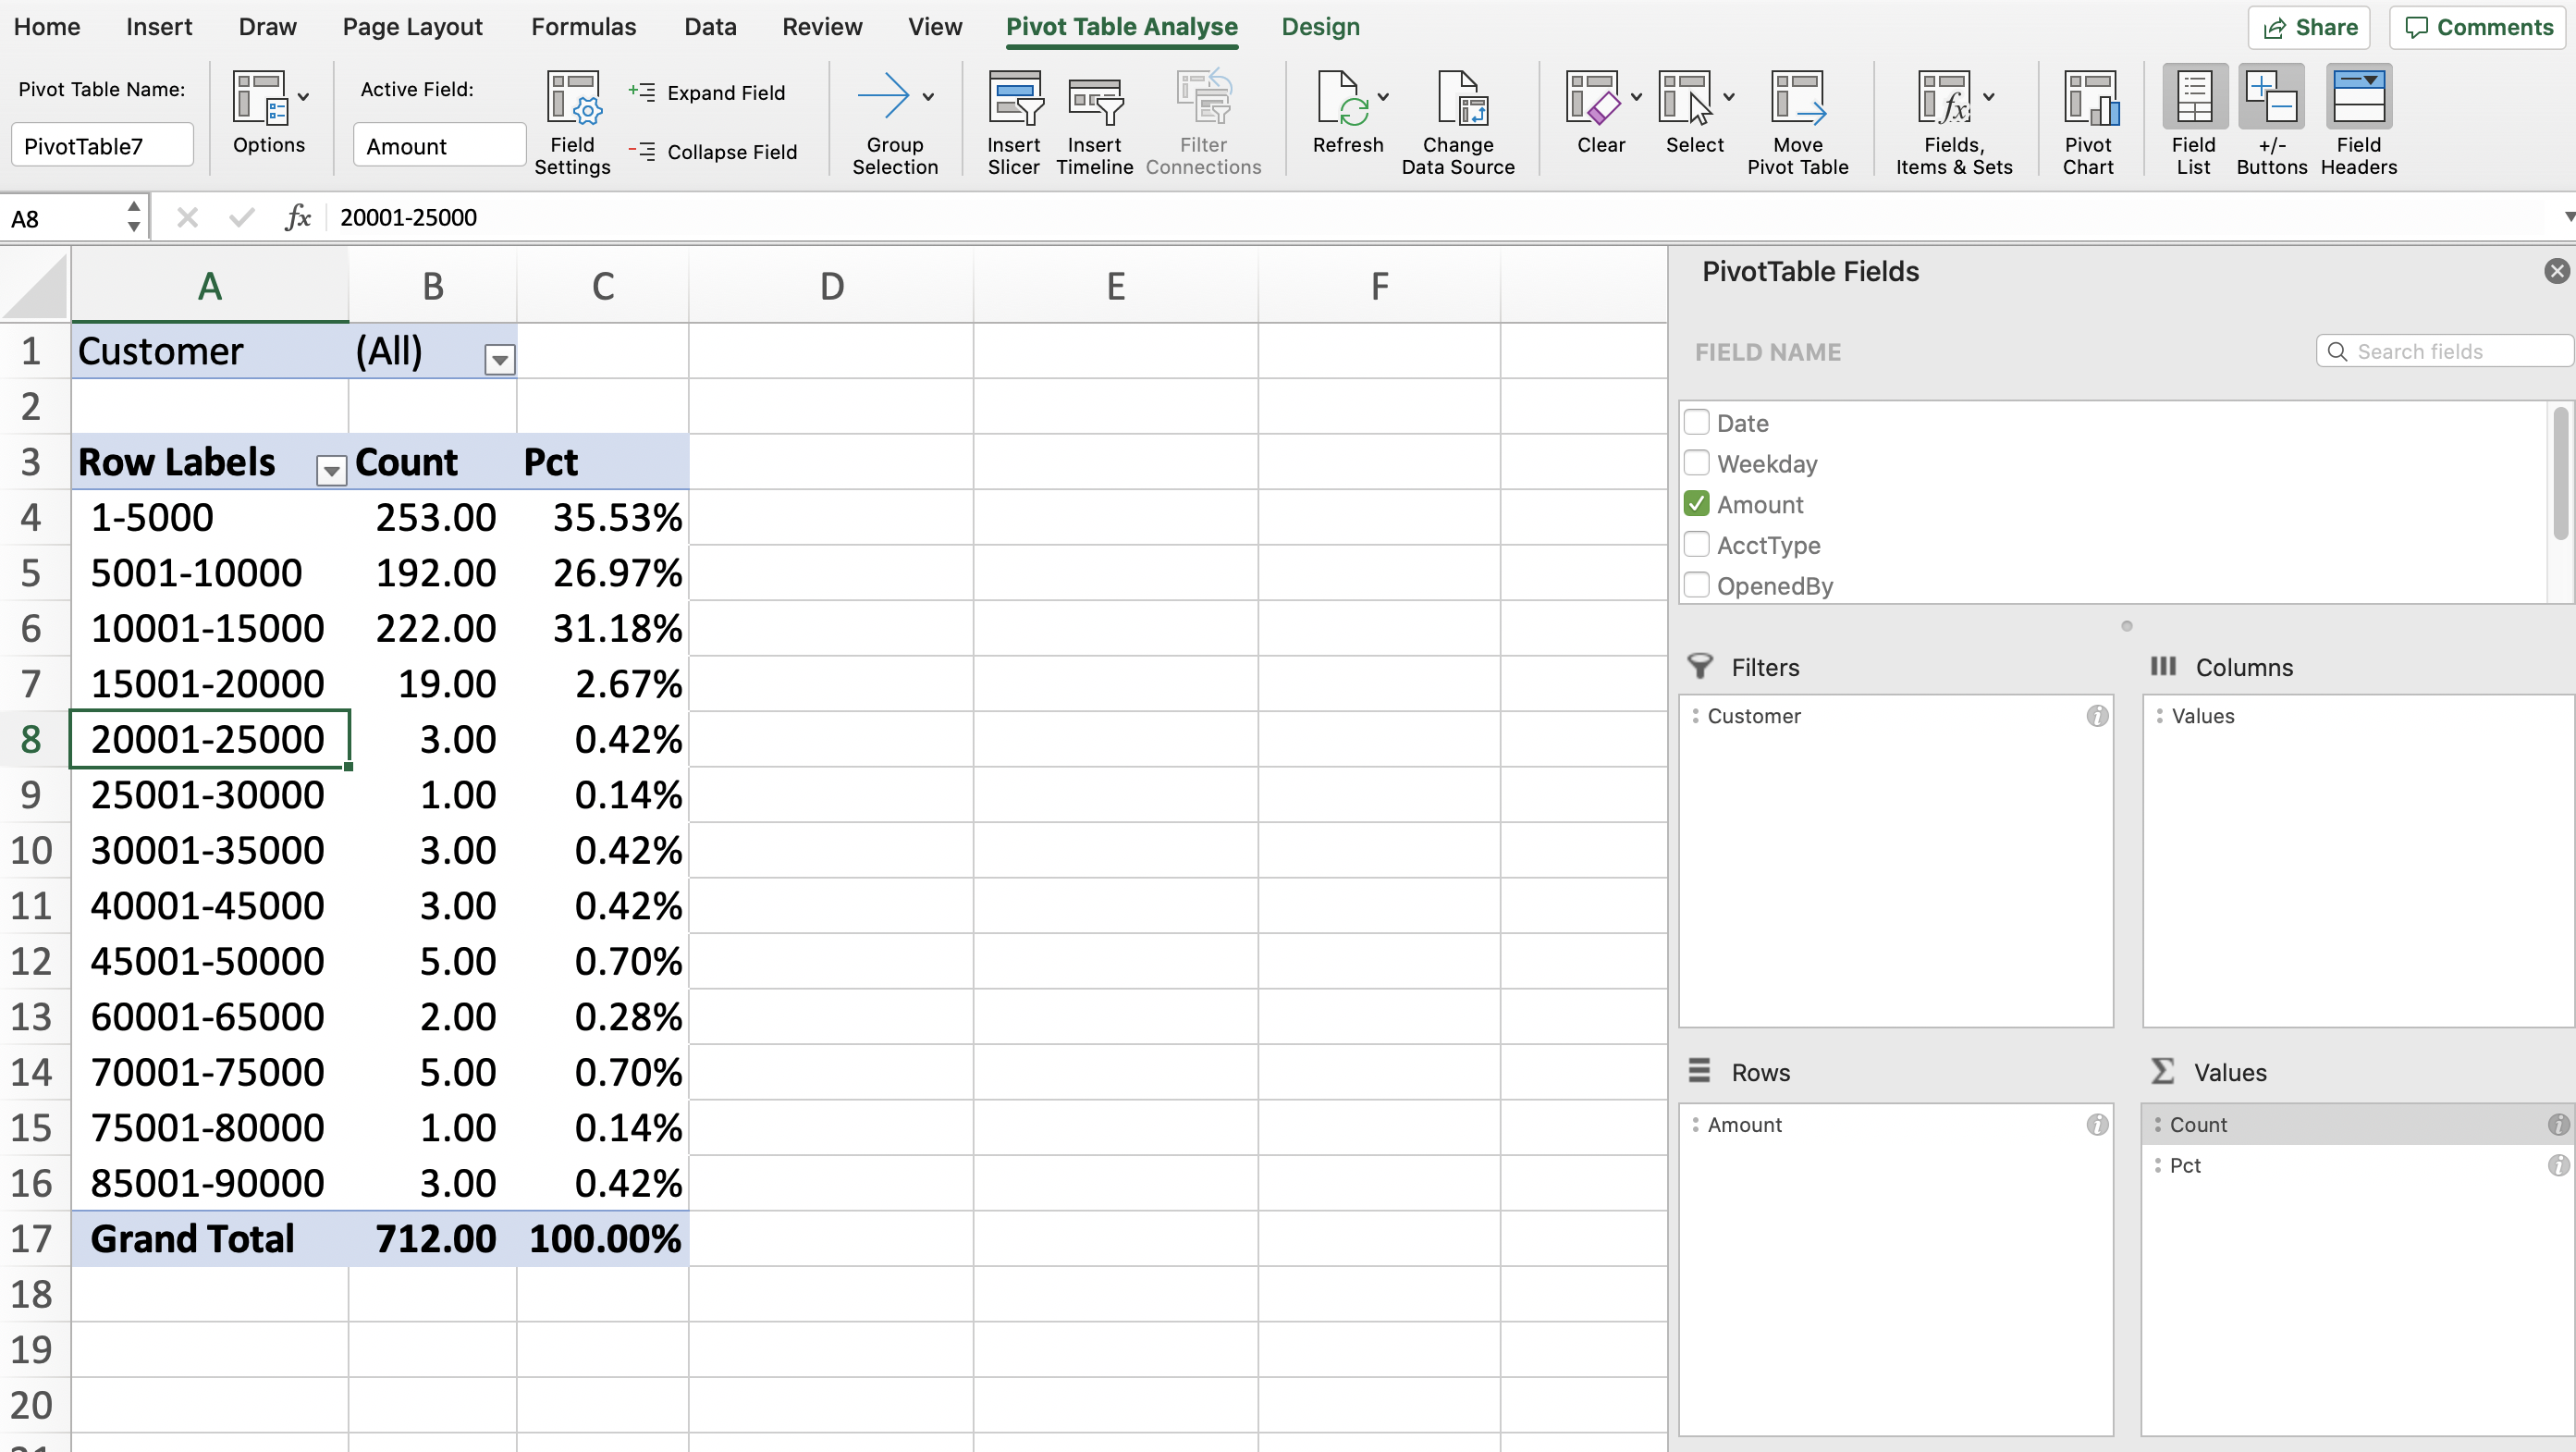 Home Insert Draw Page Layout Formulas Data Review View Pivot Table Analyse Design Share Comments
Pivot Table Name: Active Field:
PivotTable7 Options Amount Field Settings Expand Field Collapse Field Group Selection Insert Slicer Insert Timeline Filter Connections Refresh Change Data Source Clear Select Move Pivot Table Fields, Items & Sets Pivot Chart Field List +/- Buttons Field Headers
A8 fx 20001-25000
A B C D E F
1 Customer (All)
2
3 Row Labels Count Pct
4 1-5000 253.00 35.53%
5 5001-10000 192.00 26.97%
6 10001-15000 222.00 31.18%
7 15001-20000 19.00 2.67%
8 20001-25000 3.00 0.42%
9 25001-30000 1.00 0.14%
10 30001-35000 3.00 0.42%
11 40001-45000 3.00 0.42%
12 45001-50000 5.00 0.70%
13 60001-65000 2.00 0.28%
14 70001-75000 5.00 0.70%
15 75001-80000 1.00 0.14%
16 85001-90000 3.00 0.42%
17 Grand Total 712.00 100.00%
18
19
20
PivotTable Fields
FIELD NAME Search fields
Date
Weekday
Amount
AcctType
OpenedBy
Filters Columns
Customer Values
Rows Values
Amount Count
Pct